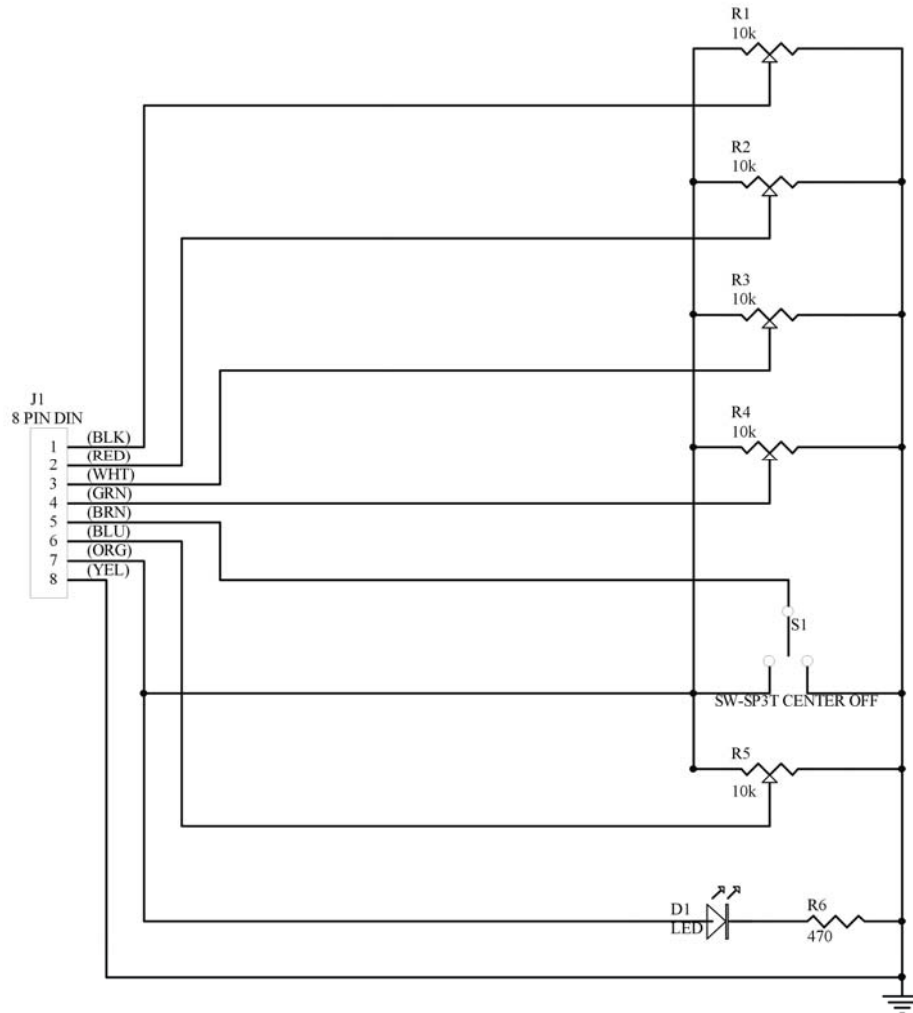 R1
10k
R2
10k
R3
10k
J1
8 PIN DIN
R4
10k
1 (BLK)
2 (RED)
3 (WHT)
4 (GRN)
5 (BRN)
6 (BLU)
7 (ORG)
8 (YEL)
S1
SW-SP3T CENTER OFF
R5
10k
D1
LED
R6
470